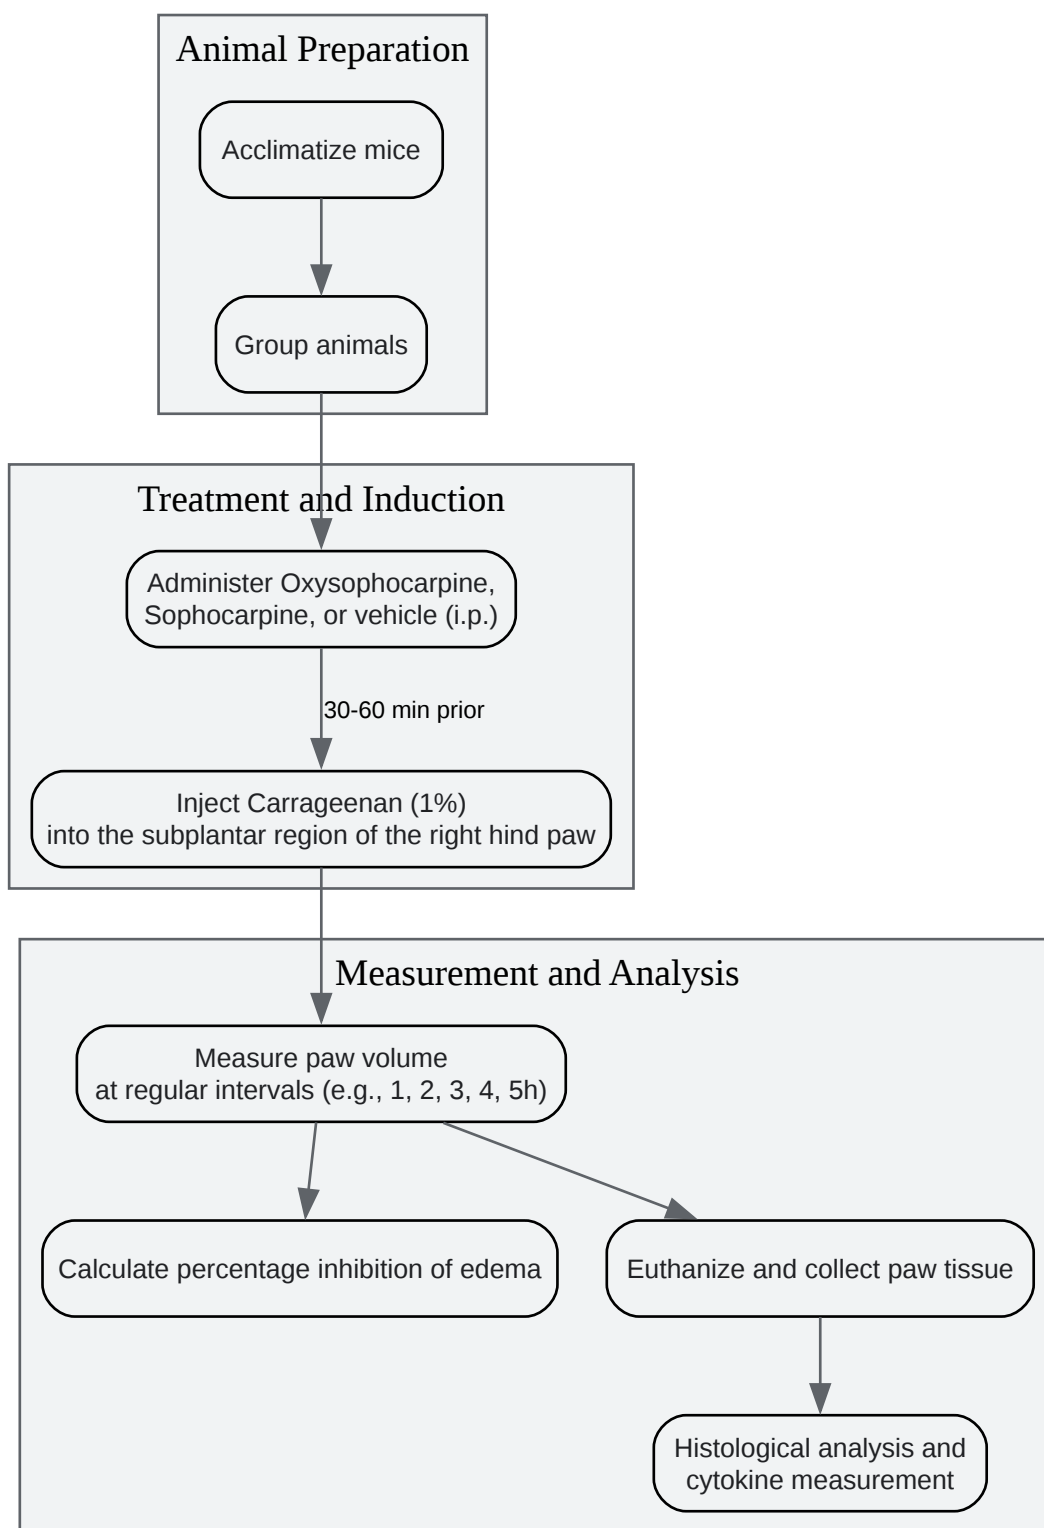 Animal Preparation
Acclimatize mice
Group animals
Treatment and Induction
Administer Oxysophocarpine,
Sophocarpine, or vehicle (i.p.)
30-60 min prior
Inject Carrageenan (1%)
into the subplantar region of the right hind paw
Measurement and Analysis
Measure paw volume
at regular intervals (e.g., 1, 2, 3, 4, 5h)
Calculate percentage inhibition of edema
Euthanize and collect paw tissue
Histological analysis and
cytokine measurement